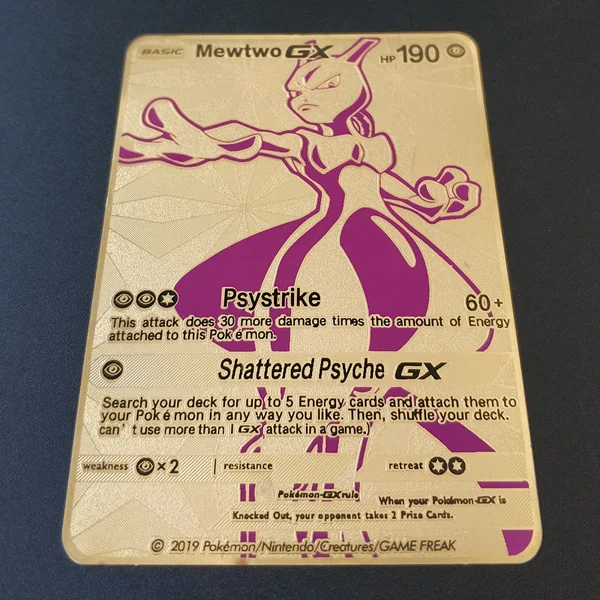 BASIC Mewtwo GX HP 190
Psystrike 60+
This attack does 30 more damage times the amount of Energy
attached to this Pok é mon.
Shattered Psyche GX
Search your deck for up to 5 Energy cards and attach them to
your Pok é mon in any way you like. Then, shuffle your deck.
can't use more than 1 GX attack in a game.)
weakness ×2 resistance retreat
Pokémon-GX rule When your Pokémon-GX is
Knocked Out, your opponent takes 2 Prize Cards.
© 2019 Pokémon/Nintendo/Creatures/GAME FREAK